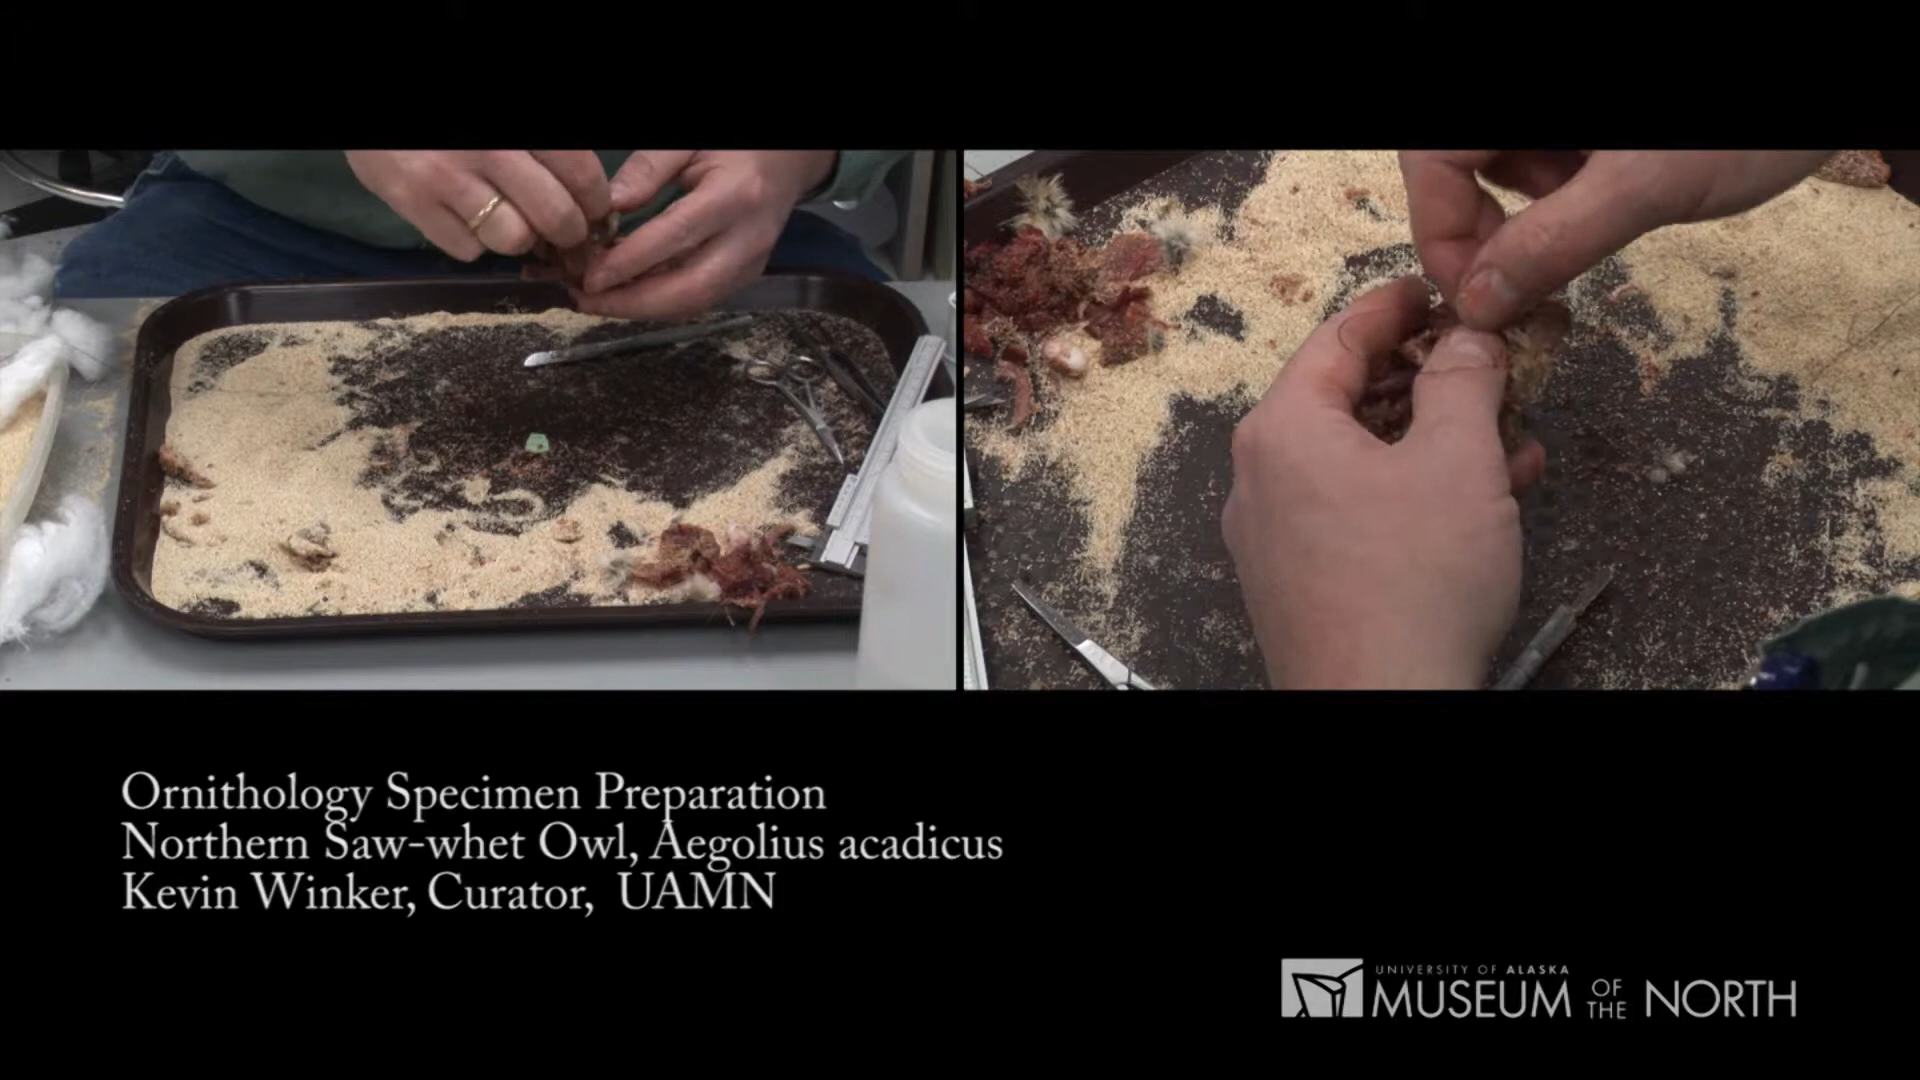 Ornithology Specimen Preparation
Northern Saw-whet Owl, Aegolius acadicus
Kevin Winker, Curator, UAMN
UNIVERSITY OF ALASKA
MUSEUM OF THE NORTH